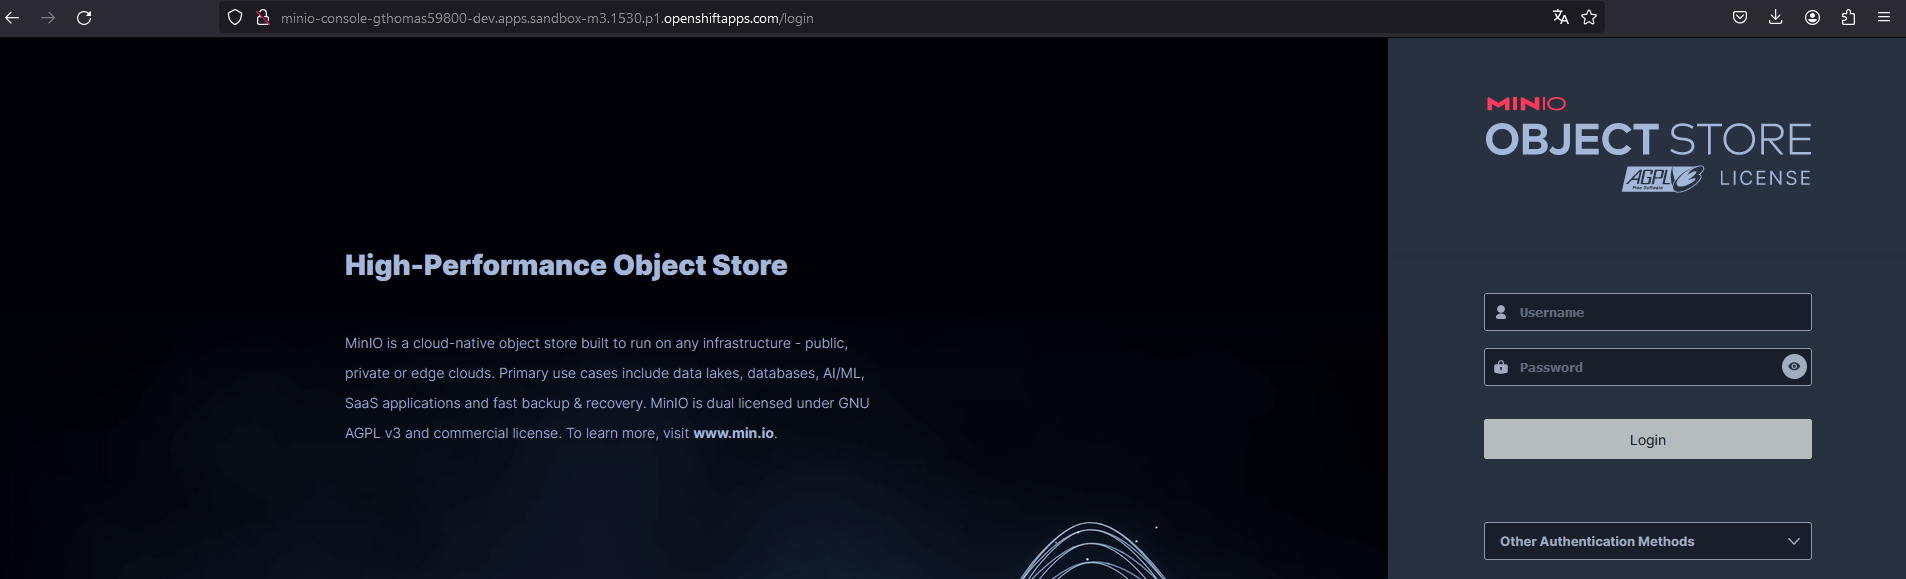 minio-console-gthomas59800-dev.apps.sandbox-m3.1530.p1.openshiftapps.com/login
MINIO
OBJECT STORE
AGPL
Free Software
LICENSE
High-Performance Object Store
MinIO is a cloud-native object store built to run on any infrastructure - public,
private or edge clouds. Primary use cases include data lakes, databases, AI/ML,
SaaS applications and fast backup & recovery. MinIO is dual licensed under GNU
AGPL v3 and commercial license. To learn more, visit www.min.io.
Username
Password
Login
Other Authentication Methods